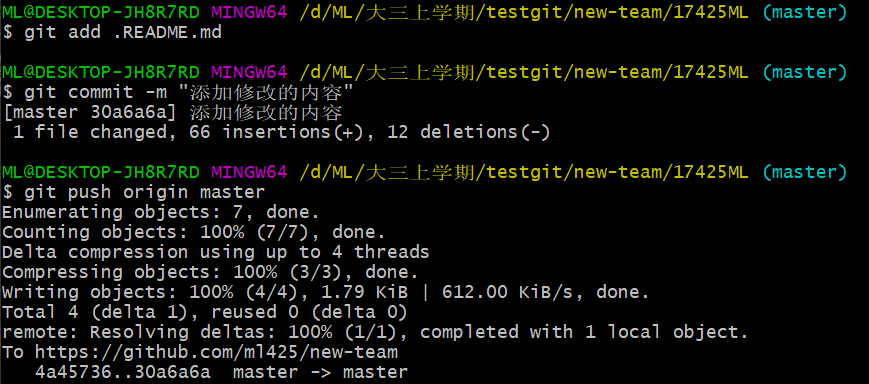 ML@DESKTOP-JH8R7RD MINGW64 /d/ML/大三上学期/testgit/new-team/17425ML (master)
$ git add .README.md
ML@DESKTOP-JH8R7RD MINGW64 /d/ML/大三上学期/testgit/new-team/17425ML (master)
$ git commit -m "添加修改的内容"
[master 30a6a6a] 添加修改的内容
 1 file changed, 66 insertions(+), 12 deletions(-)
ML@DESKTOP-JH8R7RD MINGW64 /d/ML/大三上学期/testgit/new-team/17425ML (master)
$ git push origin master
Enumerating objects: 7, done.
Counting objects: 100% (7/7), done.
Delta compression using up to 4 threads
Compressing objects: 100% (3/3), done.
Writing objects: 100% (4/4), 1.79 KiB | 612.00 KiB/s, done.
Total 4 (delta 1), reused 0 (delta 0)
remote: Resolving deltas: 100% (1/1), completed with 1 local object.
To https://github.com/ml425/new-team
   4a45736..30a6a6a  master -> master